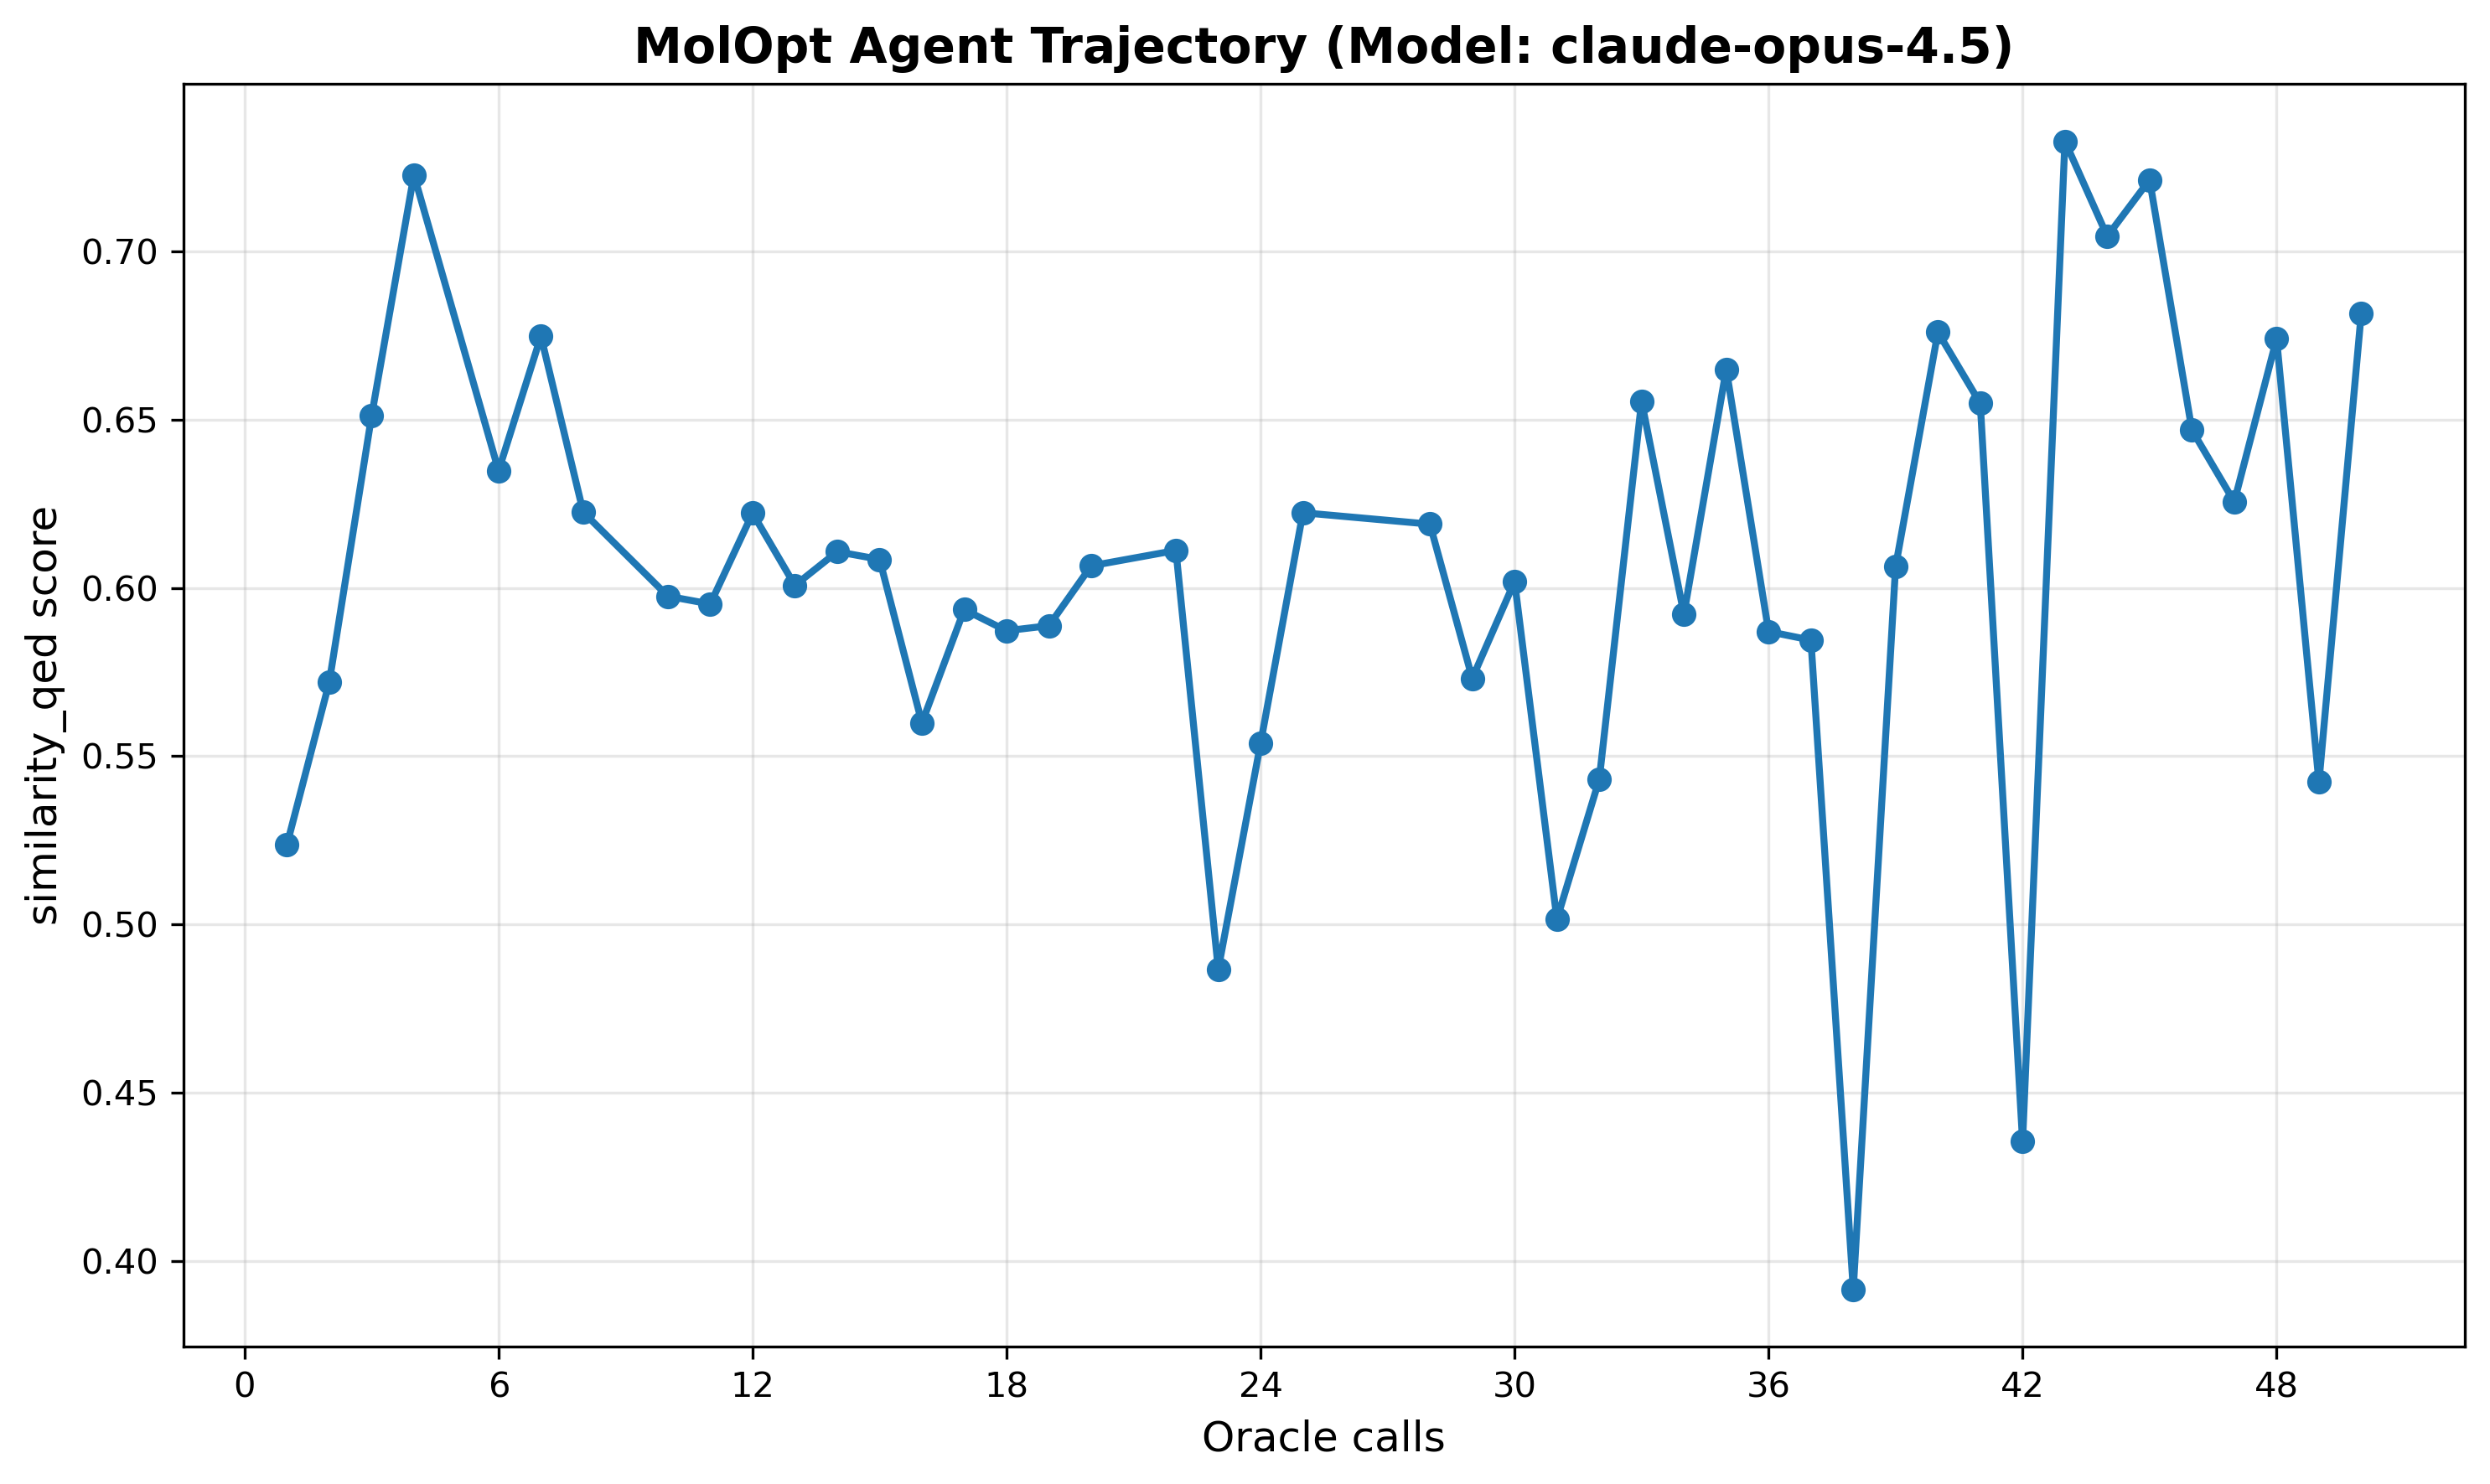 MolOpt Agent Trajectory (Model: claude-opus-4.5)
similarity_qed score
0.70
0.65
0.60
0.55
0.50
0.45
0.40
0 6 12 18 24 30 36 42 48
Oracle calls